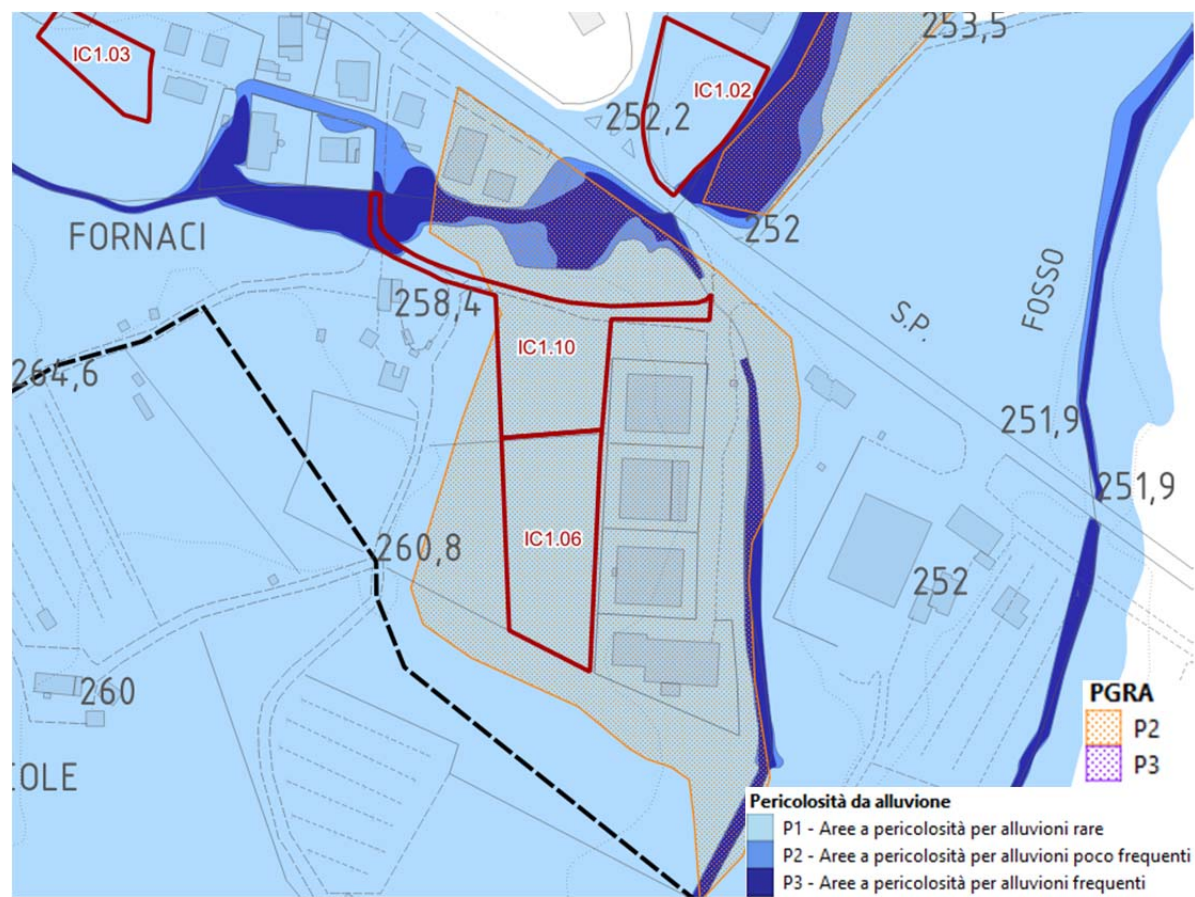 253,5
IC1.03
IC1.02
252,2
FORNACI
252
FOSSO
258,4
S.P.
IC1.10
264,6
251,9
251,9
IC1.06
260,8
252
260
COLE
PGRA
P2
P3
Pericolosità da alluvione
P1 - Aree a pericolosità per alluvioni rare
P2 - Aree a pericolosità per alluvioni poco frequenti
P3 - Aree a pericolosità per alluvioni frequenti